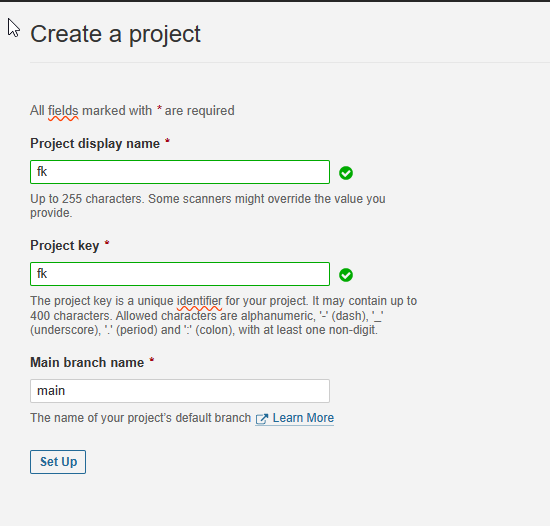 Create a project
All fields marked with * are required
Project display name *
fk
Up to 255 characters. Some scanners might override the value you
provide.
Project key *
fk
The project key is a unique identifier for your project. It may contain up to
400 characters. Allowed characters are alphanumeric, '-' (dash), '_'
(underscore), '.' (period) and ':' (colon), with at least one non-digit.
Main branch name *
main
The name of your project's default branch Learn More
Set Up